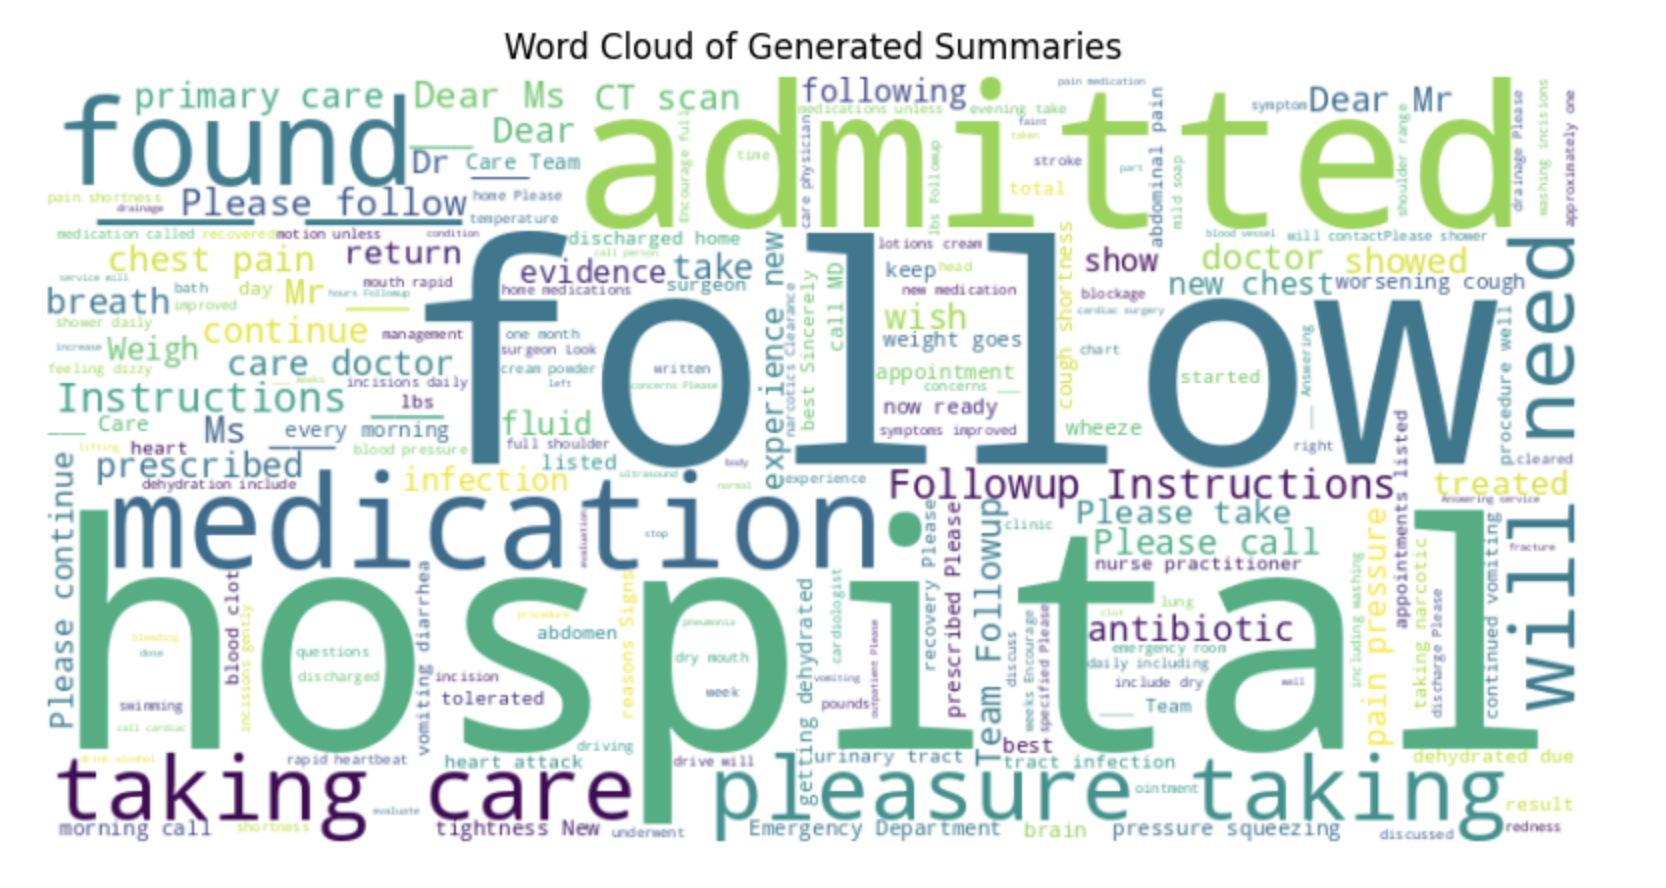 Word Cloud of Generated Summaries
found
admitted
primary care
Dear Ms
CT scan
following
pain medication
medications unless
evening take
symptom
Dear Mr
___ Dear
Dr
Care Team
Please follow
home Please
temperature
pain shortness
drainage
Encourage full
time
care physician
faint
taken
stroke
part
total
lbs Followup
abdominal pain
mild soap
shoulder range
drainage Please
washing incisions
approximately one
medication called
recovered
motion unless
condition
follow
discharged home
call person
chest pain
return
evidence
take
surgeon
home medications
mouth rapid
service will
bath
day
Mr
hours Followup
breath
improved
shower daily
increase
continue
management
Weigh
feeling dizzy
care doctor
___ weeks
incisions daily
one month
surgeon Look
cream powder
left
written
concerns Please
Instructions
lbs
___ Care
Ms
every morning
lifting
heart
blood pressure
fluid
full shoulder
listed
prescribed
dehydration include
infection
ultrasound
body
normal
experience new
narcotics clearance
best Sincerely
call MD
lotions cream
keep
head
new medication
wish
weight goes
appointment
concerns ___
now ready
symptoms improved
experience
cough shortness
show
blockage
cardiac surgery
chart
wheeze
blood vessel
will contact
Please shower
doctor
showed
new chest
worsening cough
started
___ Answering
right
procedure well
cleared
need
will
Please continue
medication
evaluation
stop
Followup Instructions
treated
Answering service
hospital
clinic
Please take
Please call
nurse practitioner
recovery Please
prescribed Please
Team Followup
appointments listed
pain pressure
continued vomiting
fracture
bleeding
dose
swimming
call cardiac
blood clot
incisions gently
questions
discharged
vomiting diarrhea
incision
tolerated
procedure
abdomen
reasons Signs
pneumonia
dry mouth
week
getting dehydrated
cardiologist
vomiting
pounds
outpatient Please
discuss
weeks Encourage
specified Please
clot
lung
antibiotic
emergency room
daily including
include dry
well
___ Team
including washing
taking narcotic
discharge Please
best
tract infection
drink alcohol
rapid heartbeat
heart attack
driving
drive will
urinary tract
dehydrated due
taking care
evaluate
pleasure taking
ointment
result
redness
morning call
shortness
tightness New
underwent
Emergency Department
brain
pressure squeezing
discussed